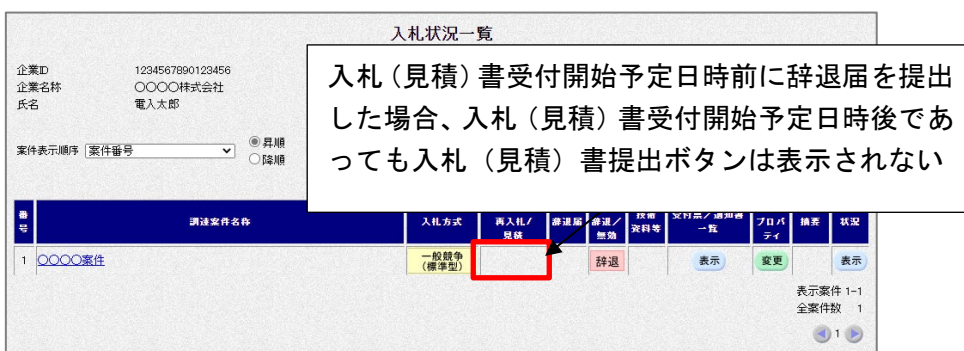 入札状況一覧
企業ID 1234567890123456
企業名称 〇〇〇〇株式会社
氏名 電入太郎
案件表示順序 案件番号 昇順
降順
入札（見積）書受付開始予定日時前に辞退届を提出
した場合、入札（見積）書受付開始予定日時後であ
っても入札（見積）書提出ボタンは表示されない
番号 調達案件名称 入札方式 再入札/見積 辞退届 辞退/無効 技術資料等 受付票/通知書一覧 プロパティ 摘要 状況
1 〇〇〇〇案件 一般競争（標準型） 辞退 表示 変更 表示
表示案件 1-1
全案件数 1
1